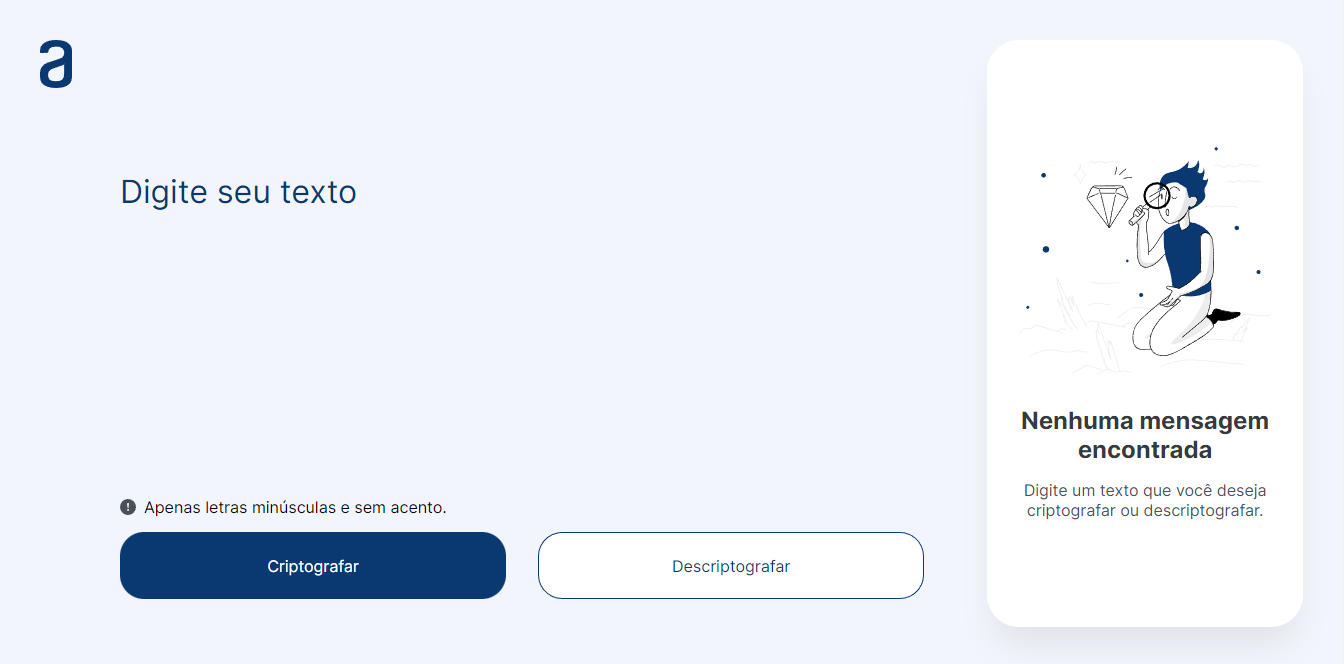 a
Digite seu texto
Apenas letras minúsculas e sem acento.
Criptografar
Descriptografar
Nenhuma mensagem
encontrada
Digite um texto que você deseja
criptografar ou descriptografar.